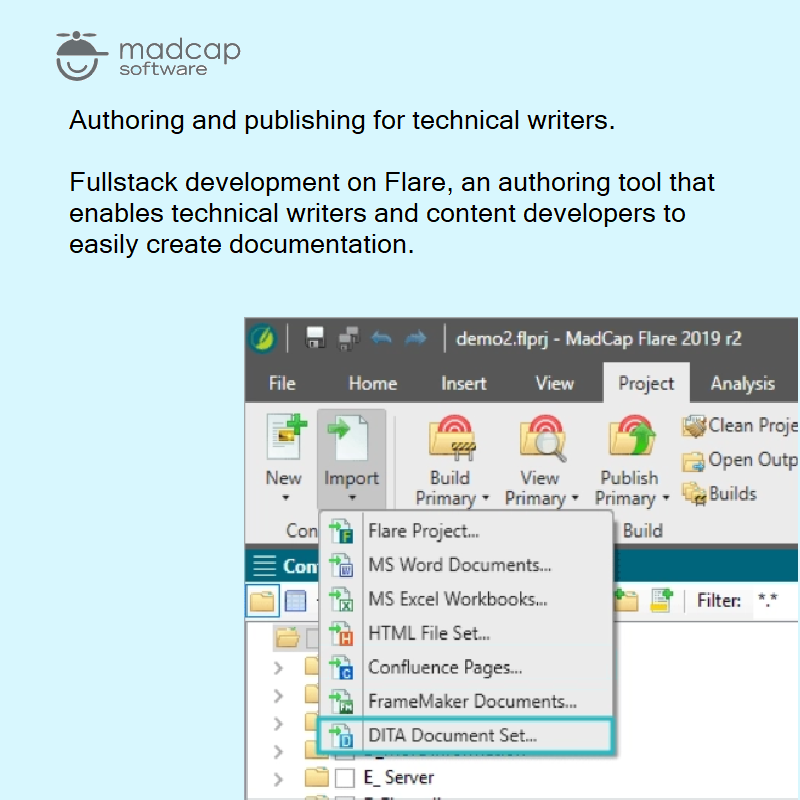 madcap
software
Authoring and publishing for technical writers.
Fullstack development on Flare, an authoring tool that
enables technical writers and content developers to
easily create documentation.
demo2.flprj - MadCap Flare 2019 r2
File Home Insert View Project Analysis
New Import Build Primary View Primary Publish Primary
Clean Proje
Open Outp
Builds
Con Build
Con
Filter: *.*
Flare Project...
MS Word Documents...
MS Excel Workbooks...
HTML File Set...
Confluence Pages...
FrameMaker Documents...
DITA Document Set...
E_ Server